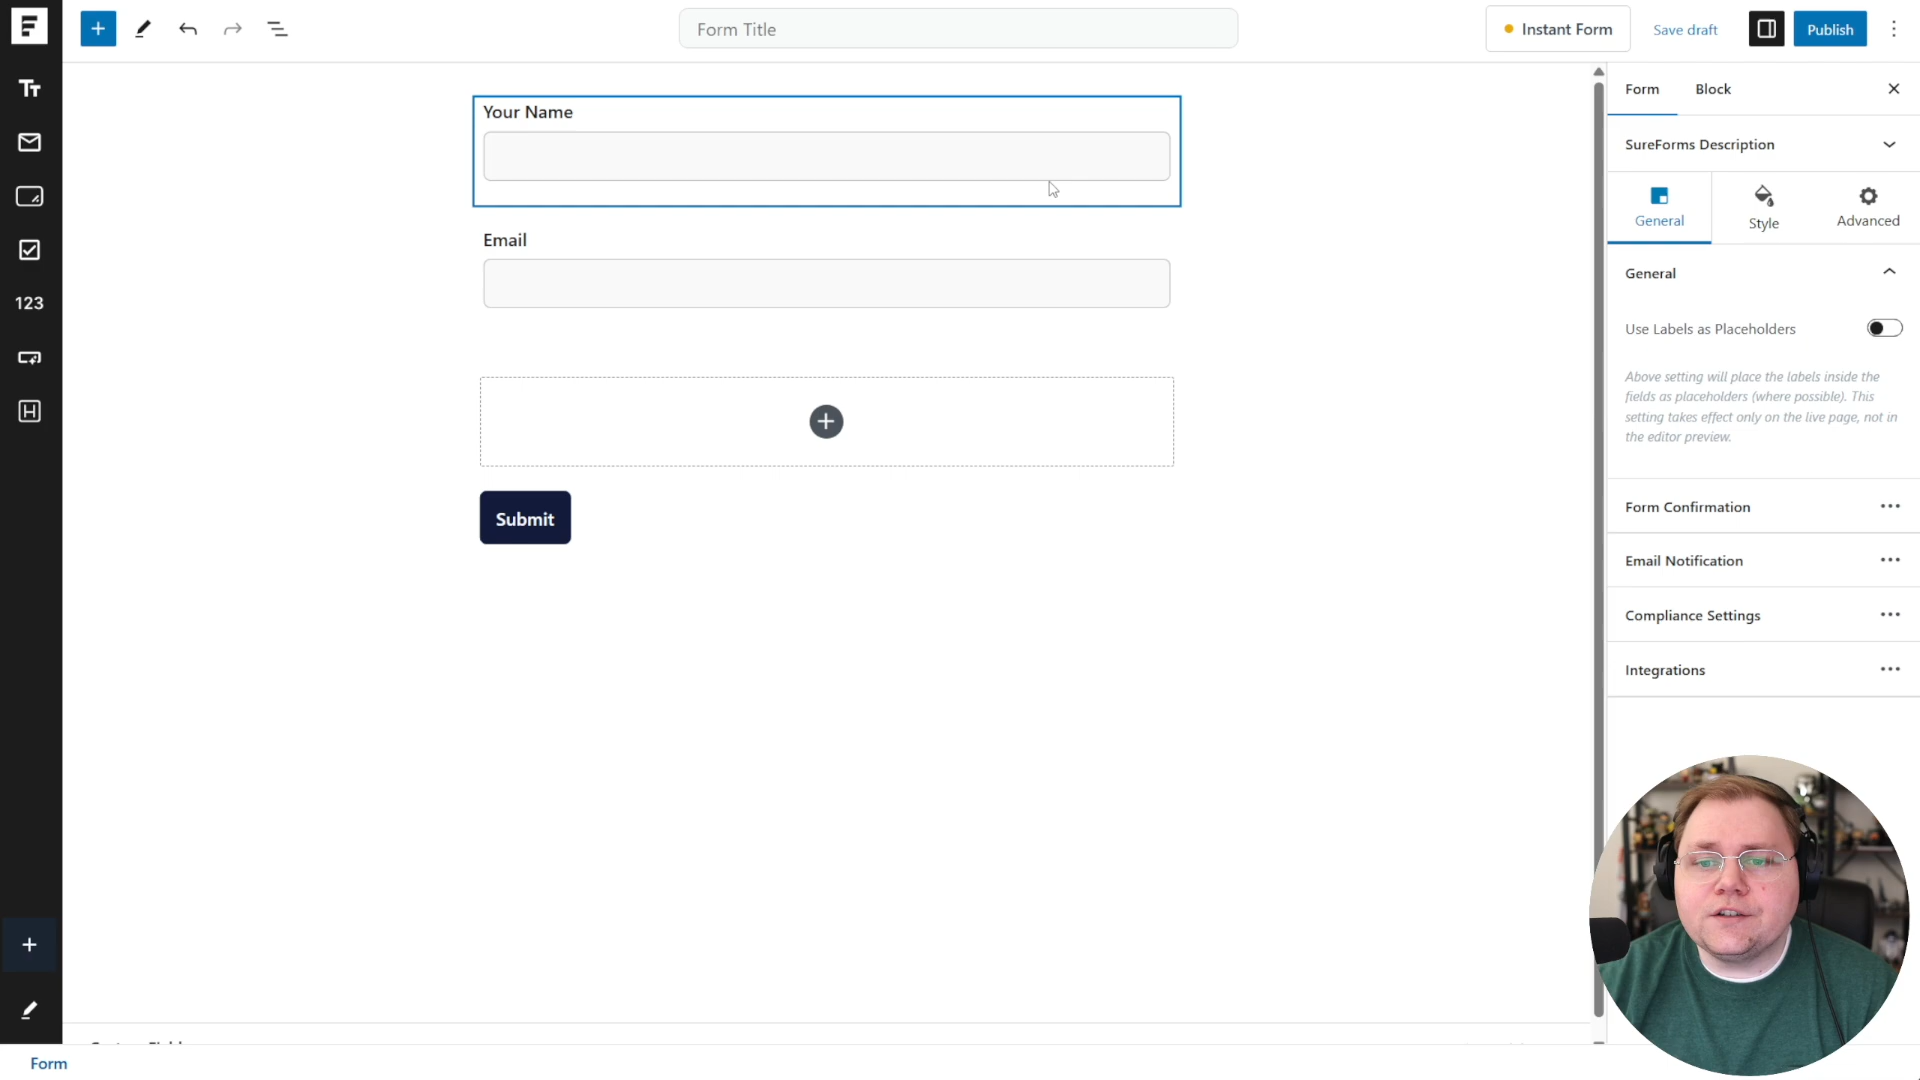 Form Title
Instant Form
Save draft
Publish
Form
Block
SureForms Description
General
Style
Advanced
General
Use Labels as Placeholders
Above setting will place the labels inside the
fields as placeholders (where possible). This
setting takes effect only on the live page, not in
the editor preview.
Form Confirmation
Email Notification
Compliance Settings
Integrations
Your Name
Email
Submit
Tт
123
H
Form